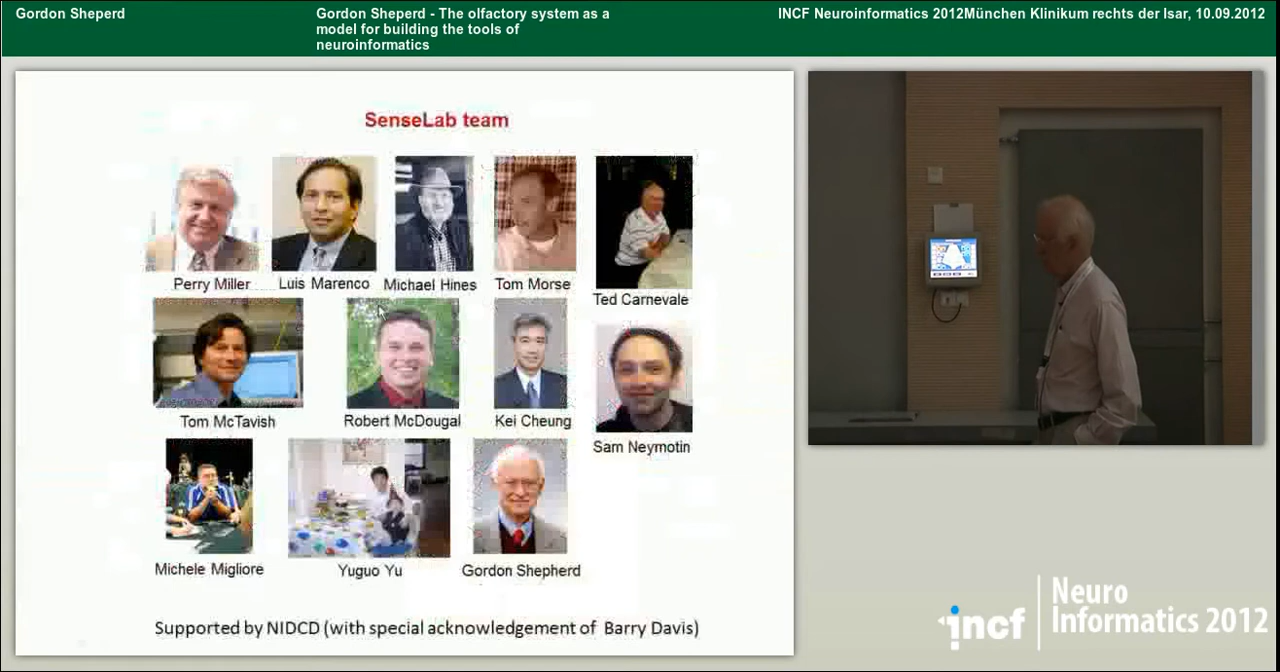 Gordon Sheperd
Gordon Sheperd - The olfactory system as a
model for building the tools of
neuroinformatics
INCF Neuroinformatics 2012München Klinikum rechts der Isar, 10.09.2012
SenseLab team
Perry Miller
Luis Marenco
Michael Hines
Tom Morse
Ted Carnevale
Tom McTavish
Robert McDougal
Kei Cheung
Sam Neymotin
Michele Migliore
Yuguo Yu
Gordon Shepherd
Supported by NIDCD (with special acknowledgement of Barry Davis)
incf
Neuro
Informatics 2012